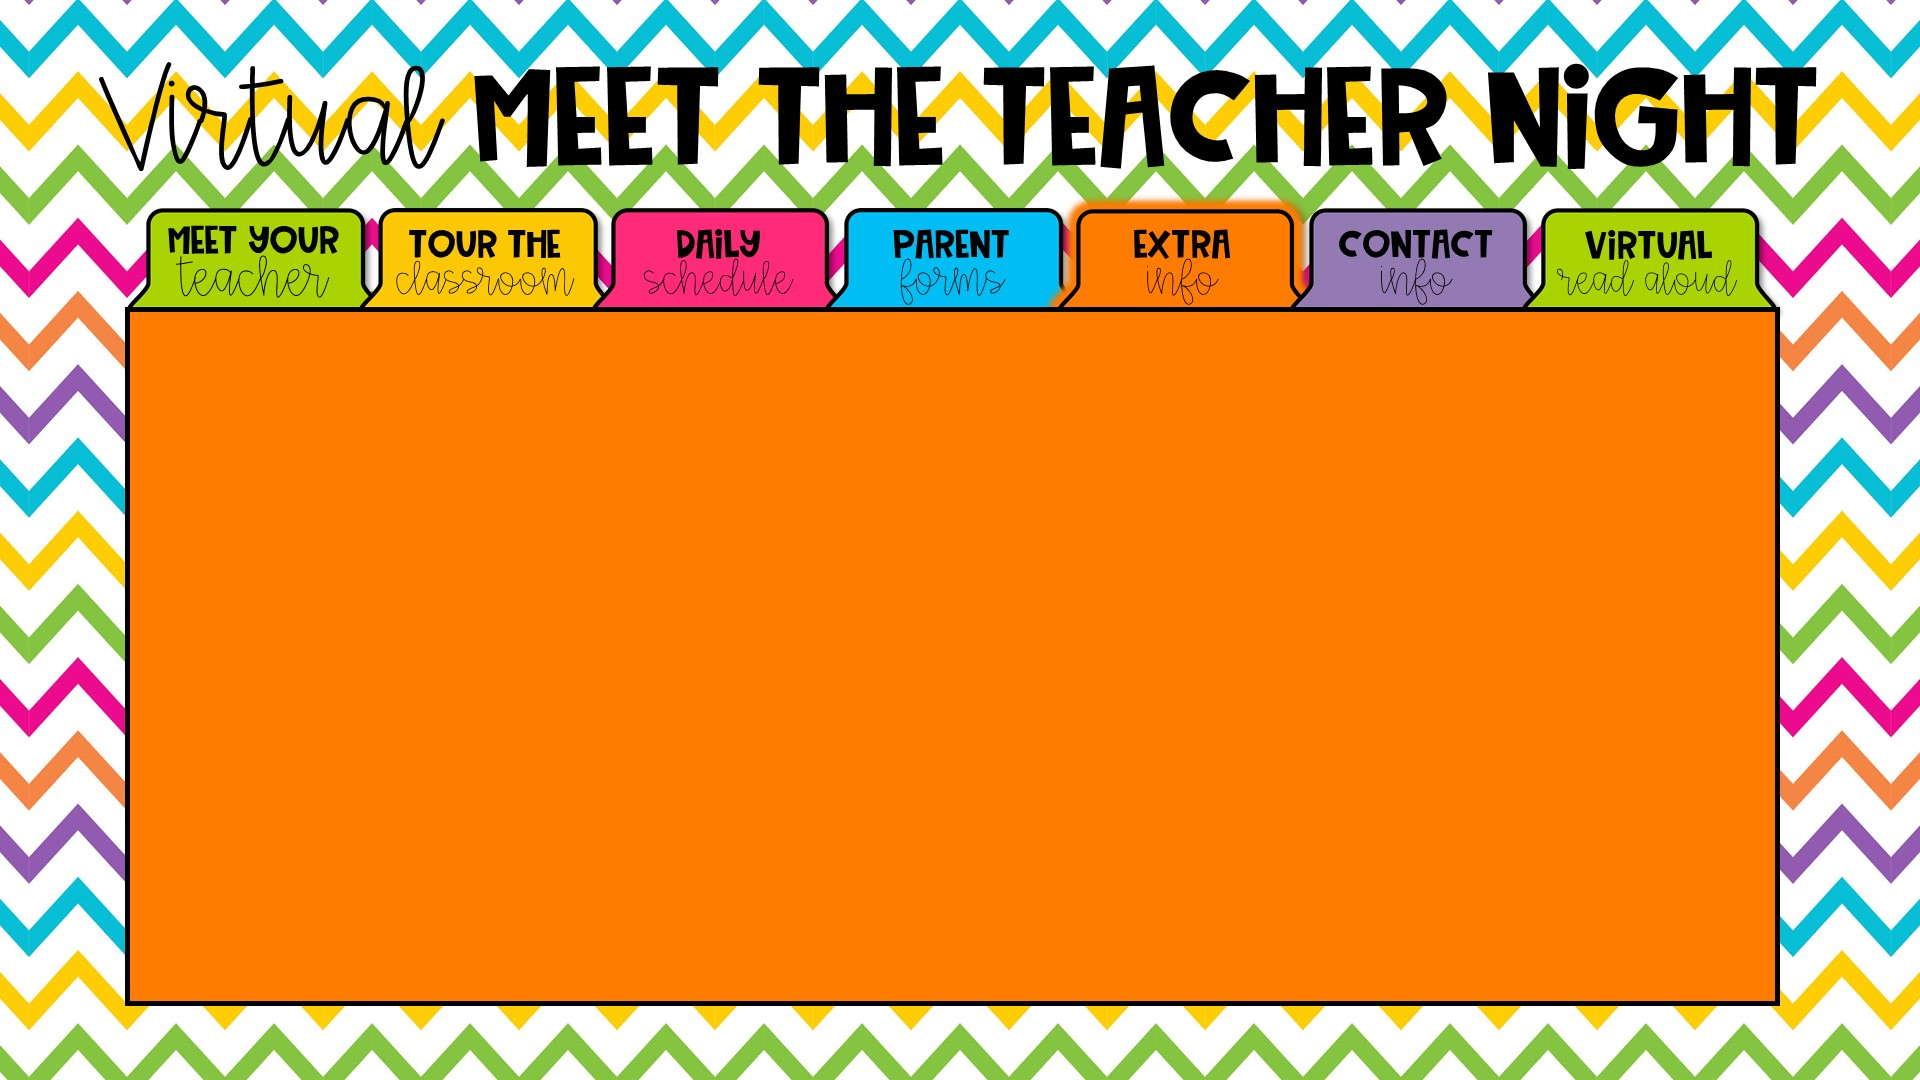 Virtual MEET THE TEACHER NiGHT
MEET YOUR
teacher
TOUR THE
classroom
DAiLY
schedule
PARENT
forms
EXTRA
info
CONTACT
info
ViRTUAL
read aloud